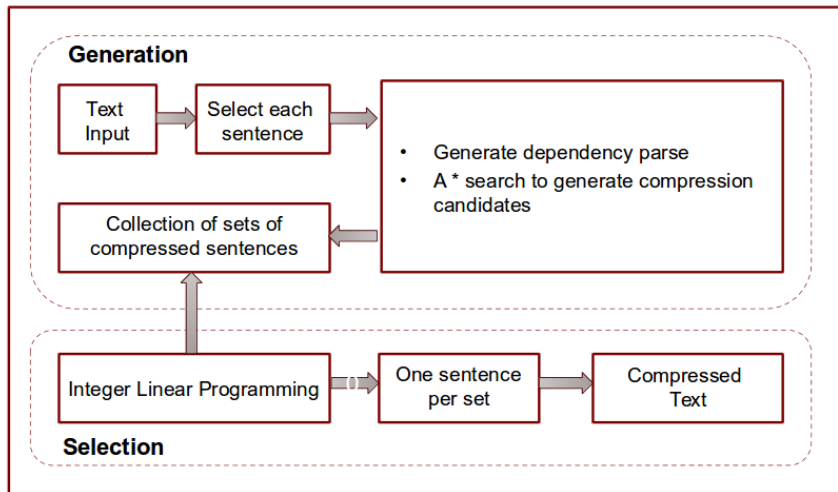 Generation
Text
Input
Select each
sentence
• Generate dependency parse
• A * search to generate compression
candidates
Collection of sets of
compressed sentences
Integer Linear Programming
0
One sentence
per set
Compressed
Text
Selection